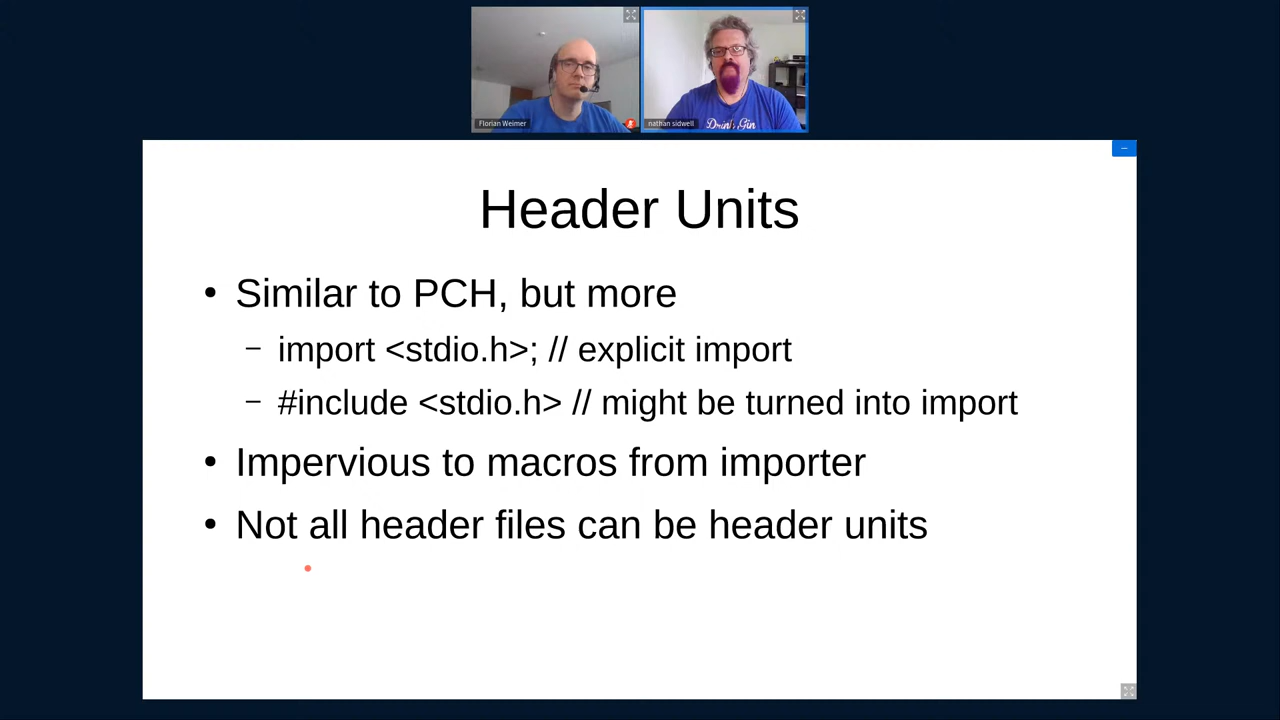 Florian Weimer
nathan sidwell
Drink Gin
Header Units
• Similar to PCH, but more
– import <stdio.h>; // explicit import
– #include <stdio.h> // might be turned into import
• Impervious to macros from importer
• Not all header files can be header units